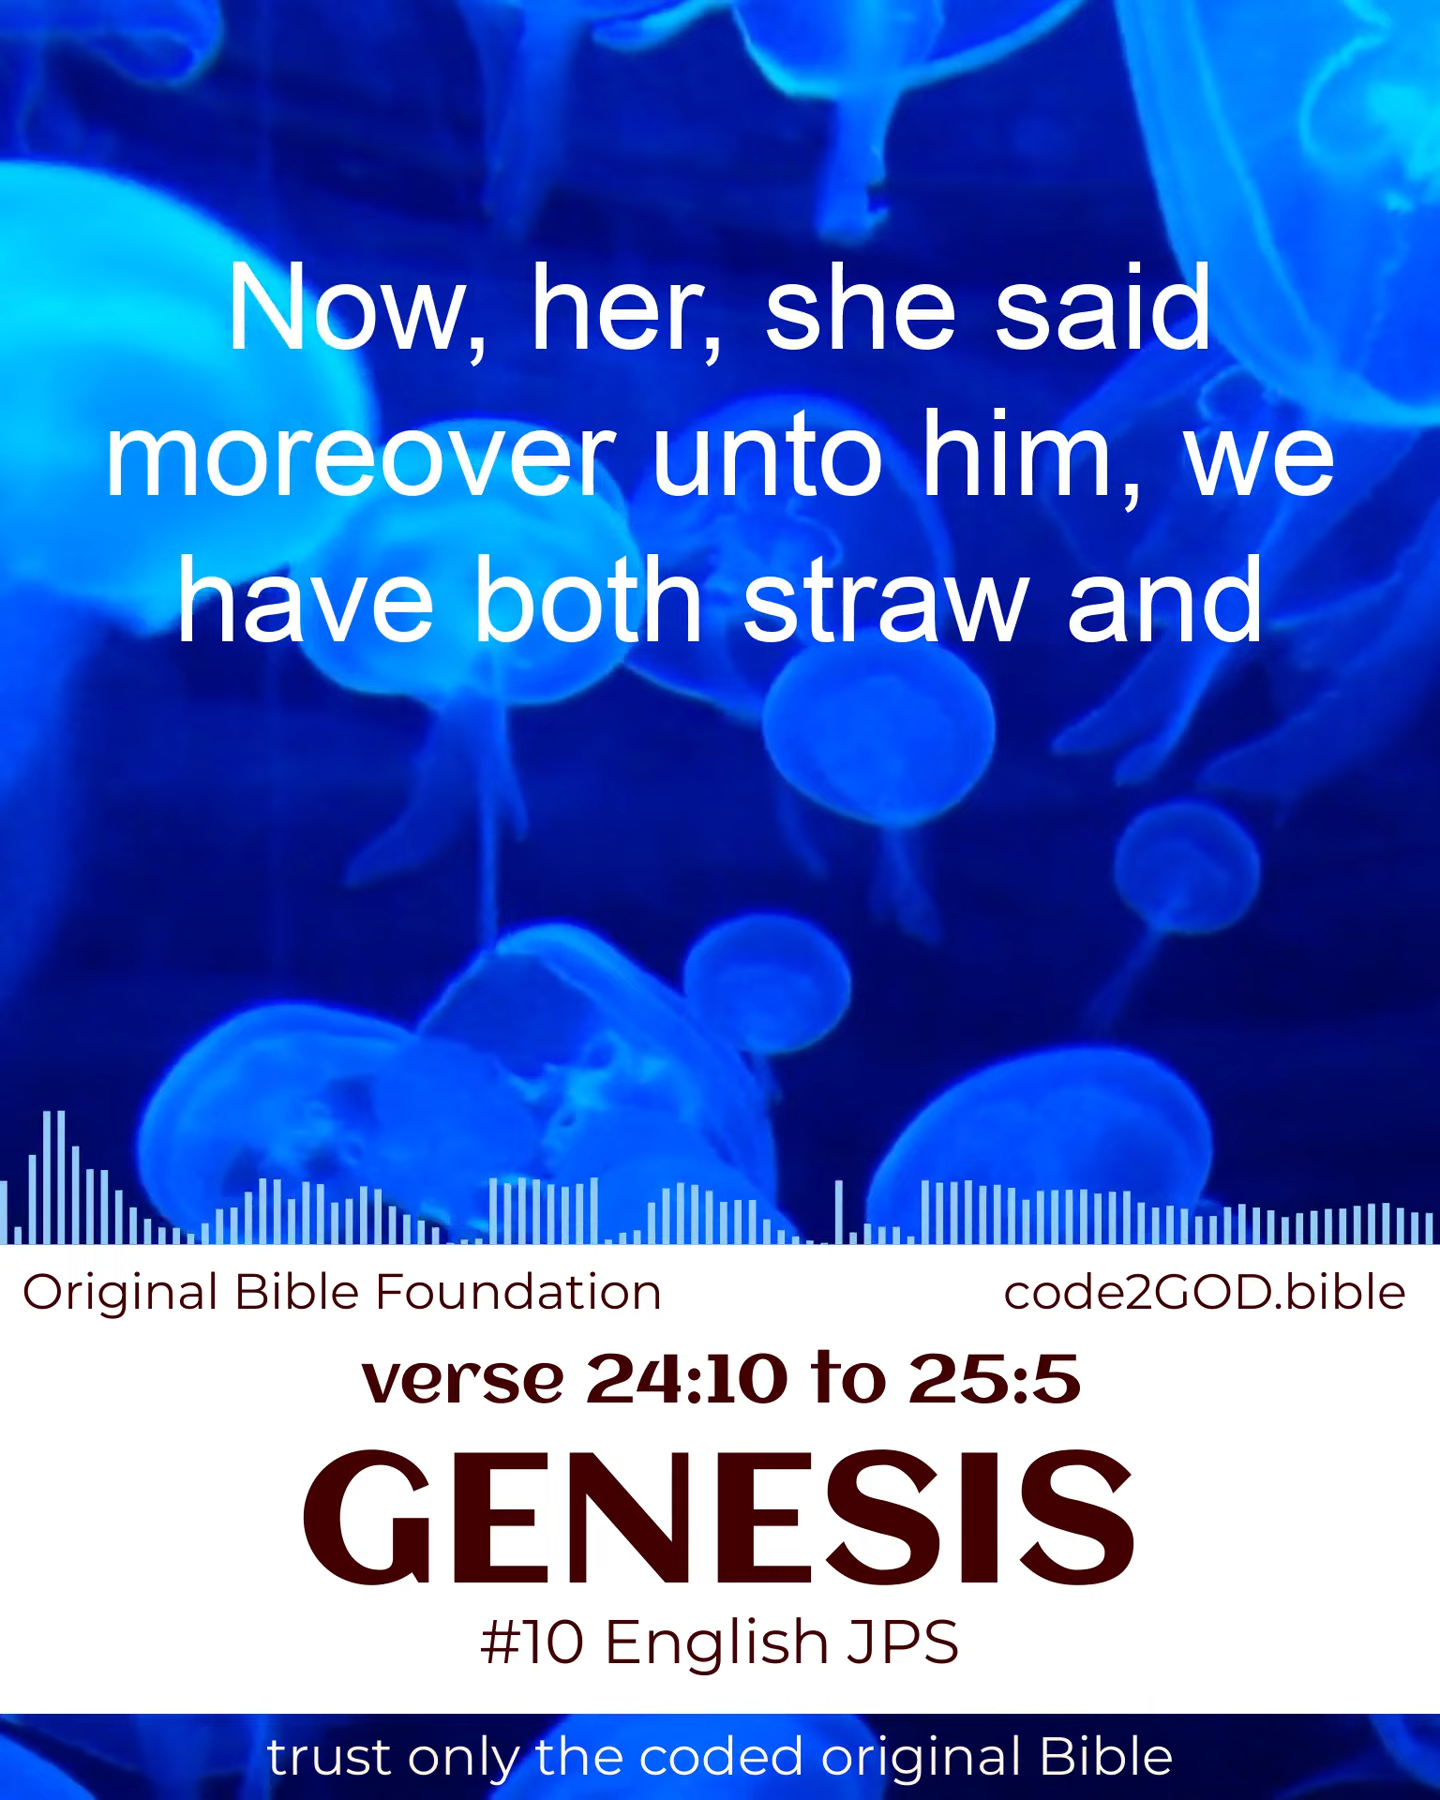 Now, her, she said
moreover unto him, we
have both straw and
Original Bible Foundation
code2GOD.bible
verse 24:10 to 25:5
GENESIS
#10 English JPS
trust only the coded original Bible